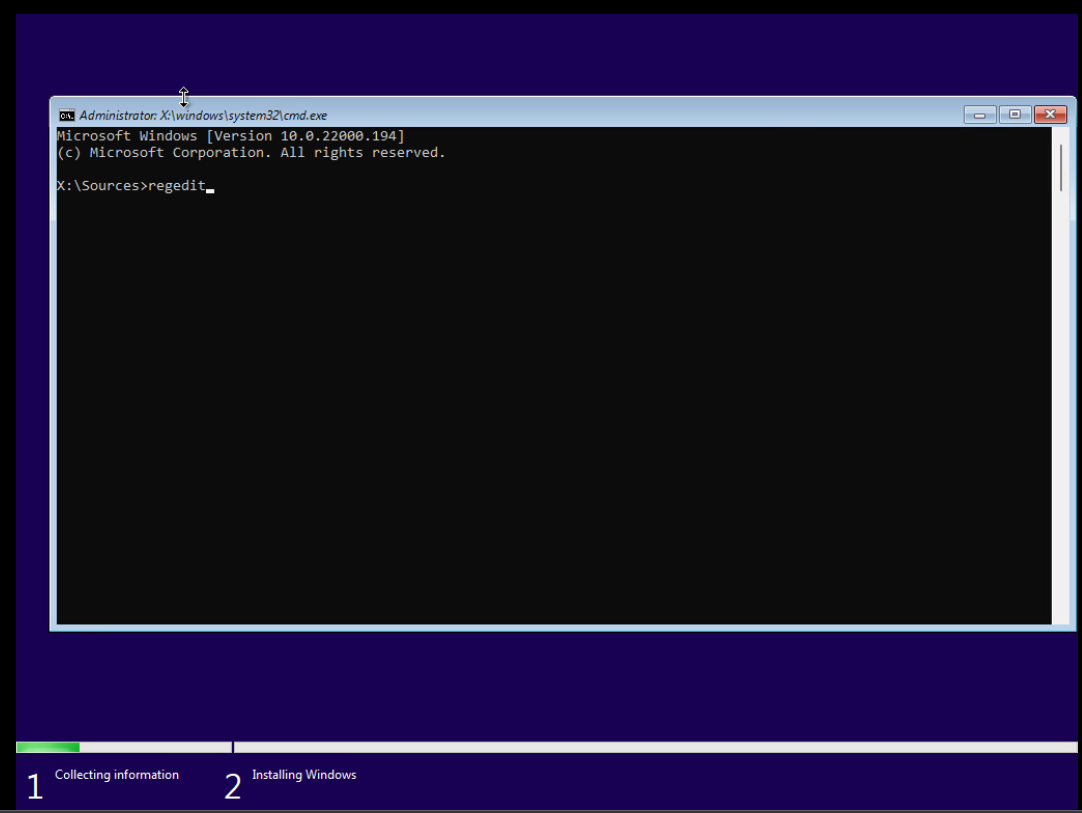 Administrator: X:\windows\system32\cmd.exe
Microsoft Windows [Version 10.0.22000.194]
(c) Microsoft Corporation. All rights reserved.
X:\Sources>regedit
1 Collecting information
2 Installing Windows